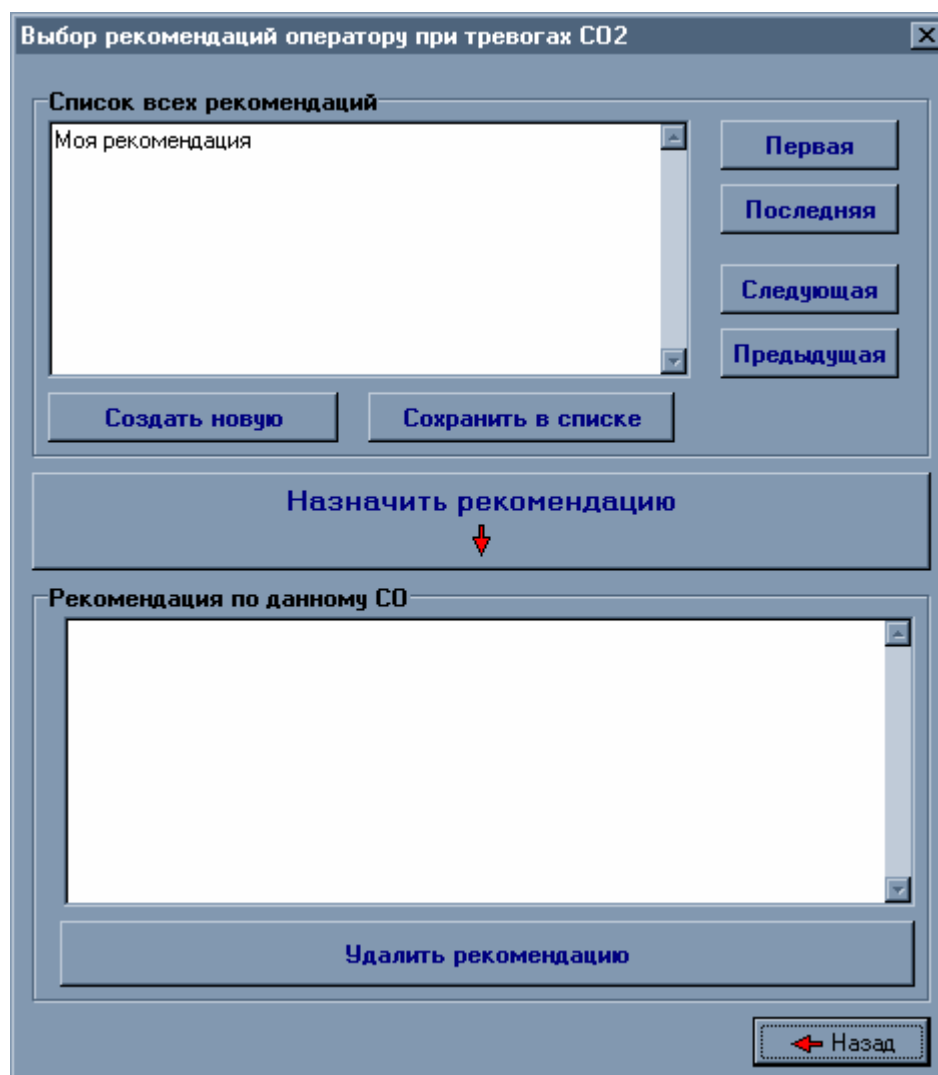 Выбор рекомендаций оператору при тревогах СО2
Список всех рекомендаций
Моя рекомендация
Первая
Последняя
Следующая
Предыдущая
Создать новую
Сохранить в списке
Назначить рекомендацию
Рекомендация по данному СО
Удалить рекомендацию
Назад